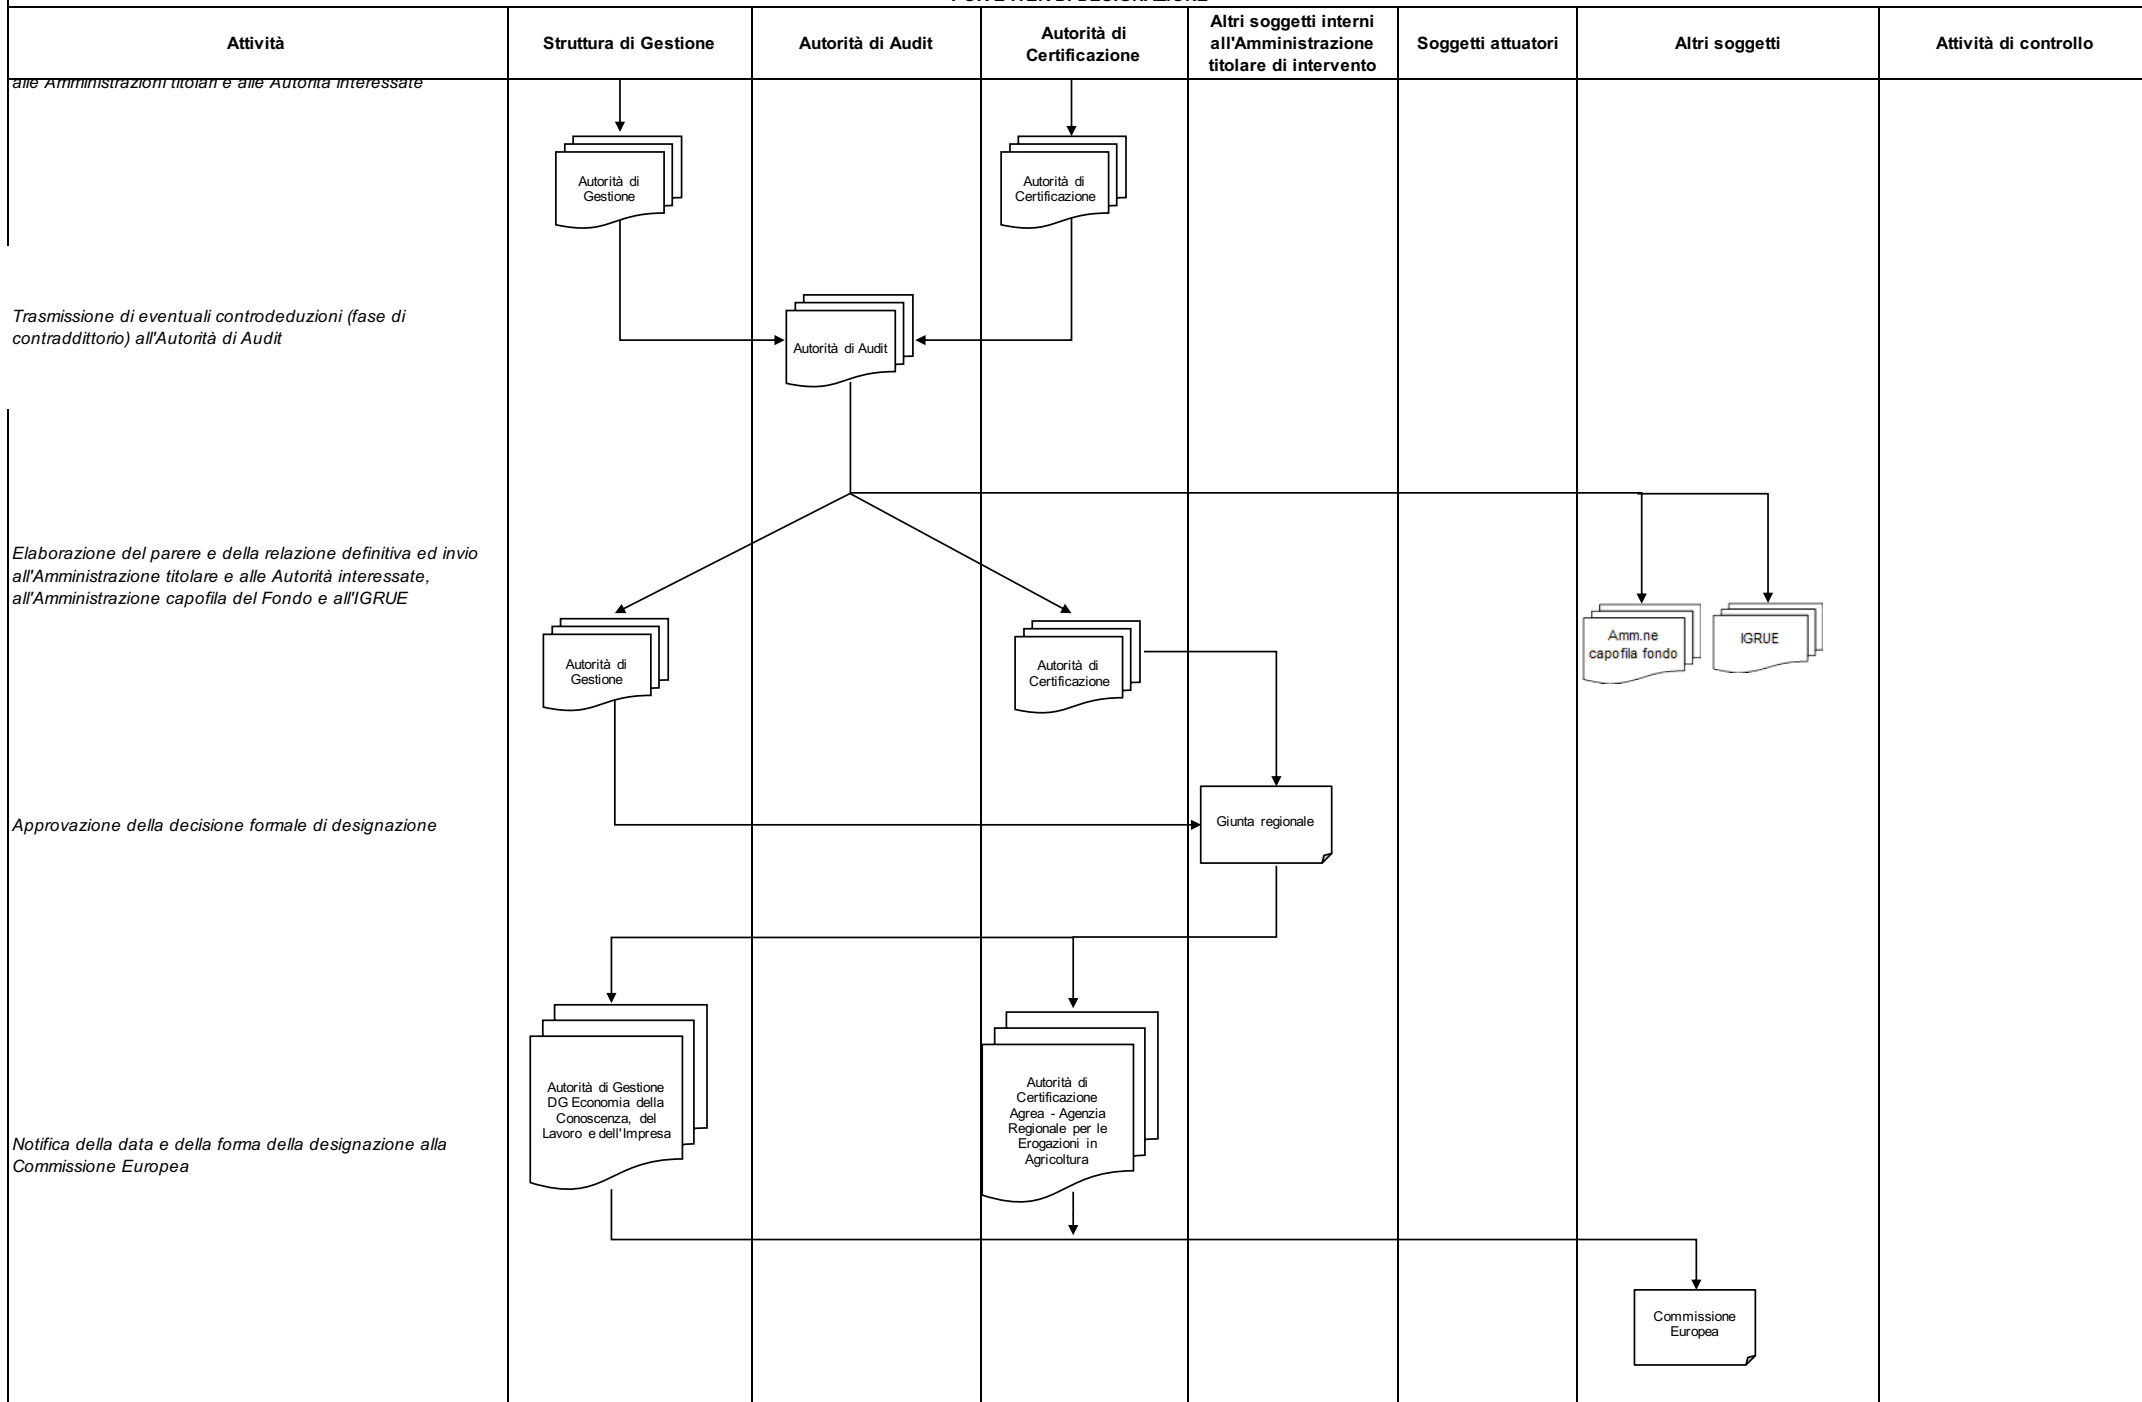 Attività
Struttura di Gestione
Autorità di Audit
Autorità di
Certificazione
Altri soggetti interni
all'Amministrazione
titolare di intervento
Soggetti attuatori
Altri soggetti
Attività di controllo
alle Amministrazioni titolari e alle Autorità interessate
Autorità di
Gestione
Autorità di
Certificazione
Trasmissione di eventuali controdeduzioni (fase di
contraddittorio) all'Autorità di Audit
Autorità di Audit
Elaborazione del parere e della relazione definitiva ed invio
all'Amministrazione titolare e alle Autorità interessate,
all'Amministrazione capofila del Fondo e all'IGRUE
Autorità di
Gestione
Autorità di
Certificazione
Amm.ne
capofila fondo
IGRUE
Approvazione della decisione formale di designazione
Giunta regionale
Autorità di Gestione
DG Economia della
Conoscenza, del
Lavoro e dell'Impresa
Autorità di
Certificazione
Agrea - Agenzia
Regionale per le
Erogazioni in
Agricoltura
Notifica della data e della forma della designazione alla
Commissione Europea
Commissione
Europea